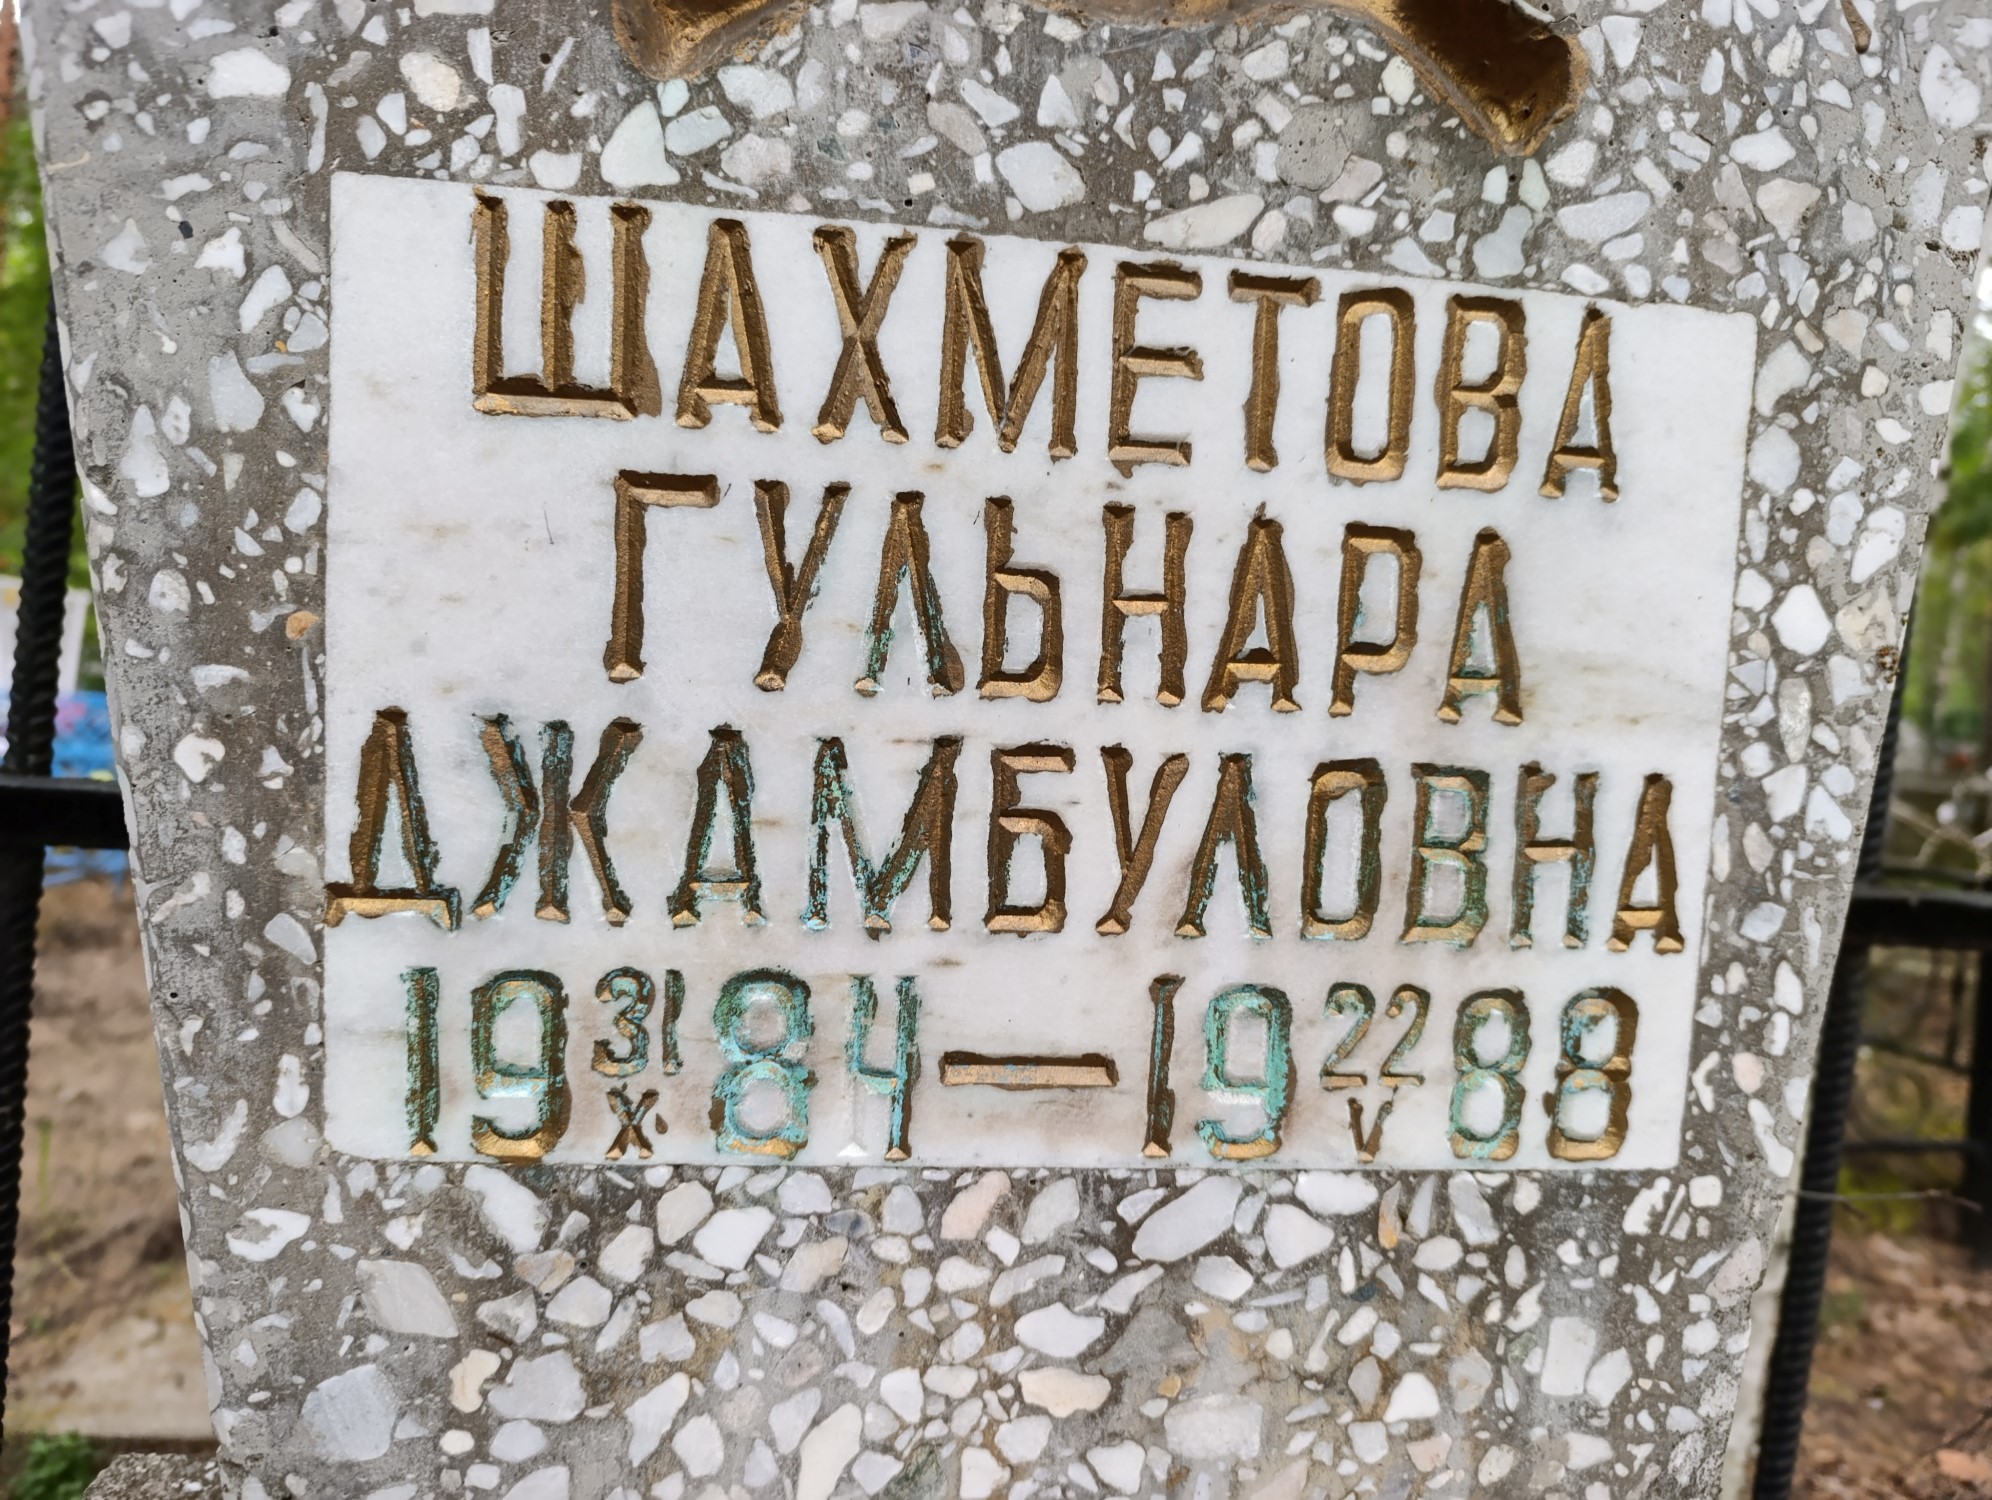 ШАХМЕТОВА
ГУЛЬНАРА
ДЖАМБУЛОВНА
19 31/X 84 — 19 22/V 88